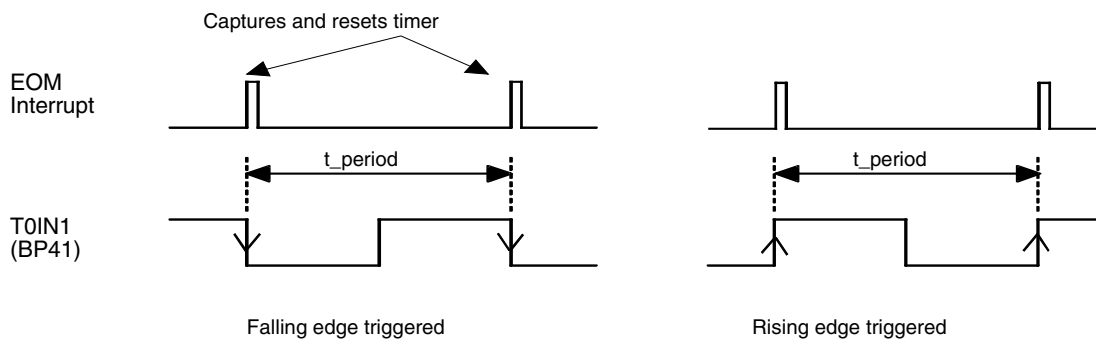 Captures and resets timer
EOM
Interrupt
t_period
t_period
T0IN1
(BP41)
Falling edge triggered
Rising edge triggered